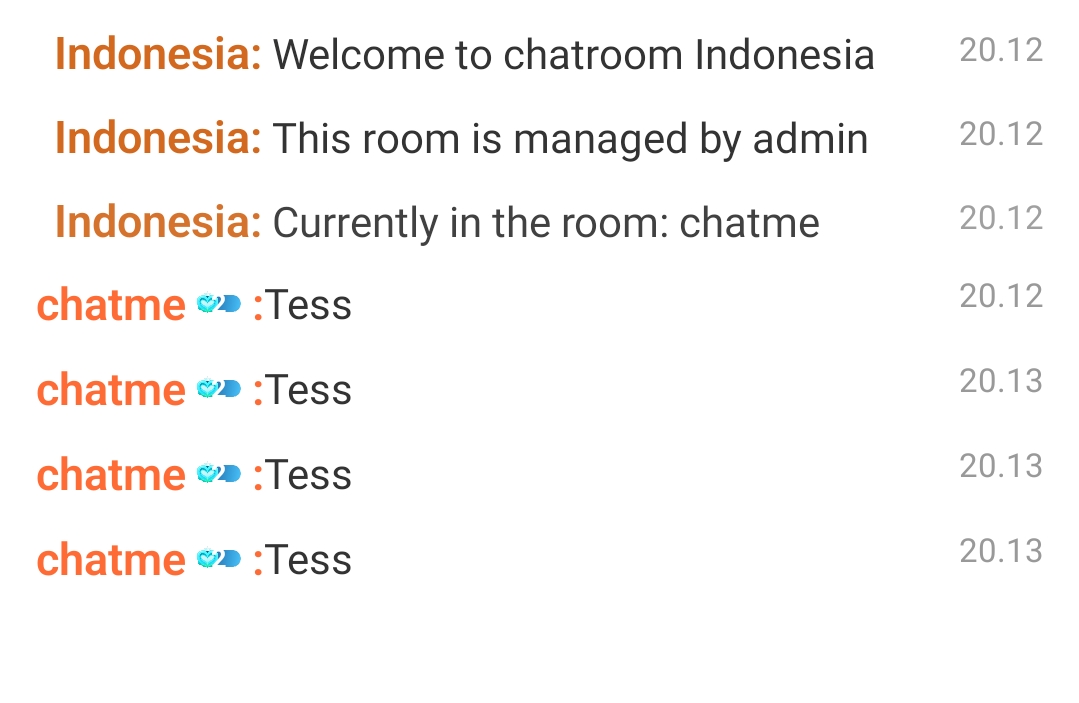 Indonesia: Welcome to chatroom Indonesia 20.12
Indonesia: This room is managed by admin 20.12
Indonesia: Currently in the room: chatme 20.12
chatme :Tess 20.12
chatme :Tess 20.13
chatme :Tess 20.13
chatme :Tess 20.13